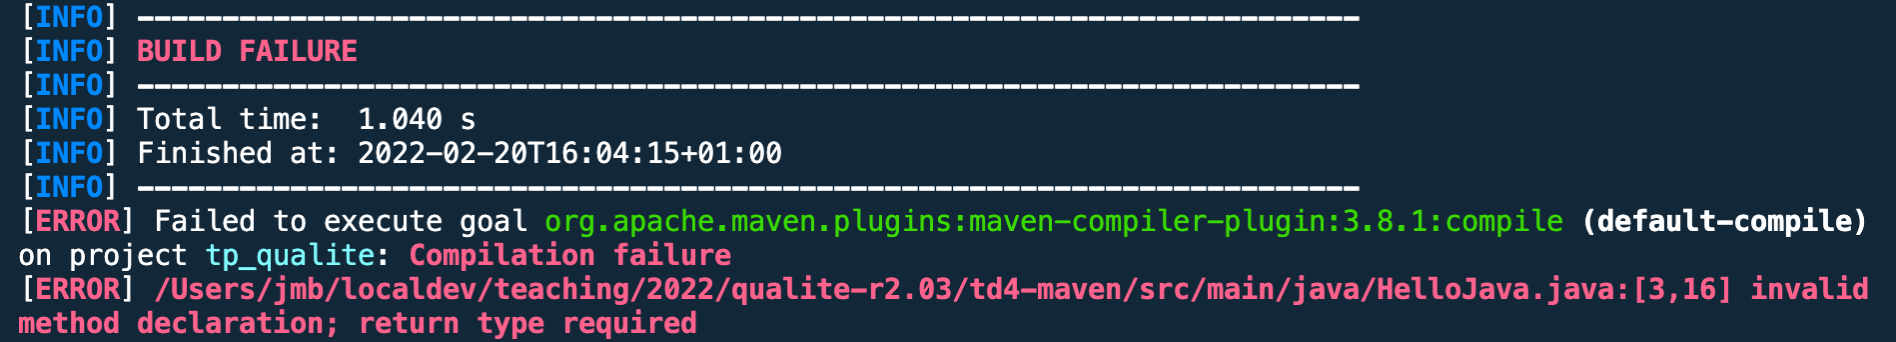 [INFO] ------------------------------------------------------------------------
[INFO] BUILD FAILURE
[INFO] ------------------------------------------------------------------------
[INFO] Total time:  1.040 s
[INFO] Finished at: 2022-02-20T16:04:15+01:00
[INFO] ------------------------------------------------------------------------
[ERROR] Failed to execute goal org.apache.maven.plugins:maven-compiler-plugin:3.8.1:compile (default-compile)
on project tp_qualite: Compilation failure
[ERROR] /Users/jmb/localdev/teaching/2022/qualite-r2.03/td4-maven/src/main/java/HelloJava.java:[3,16] invalid
method declaration; return type required